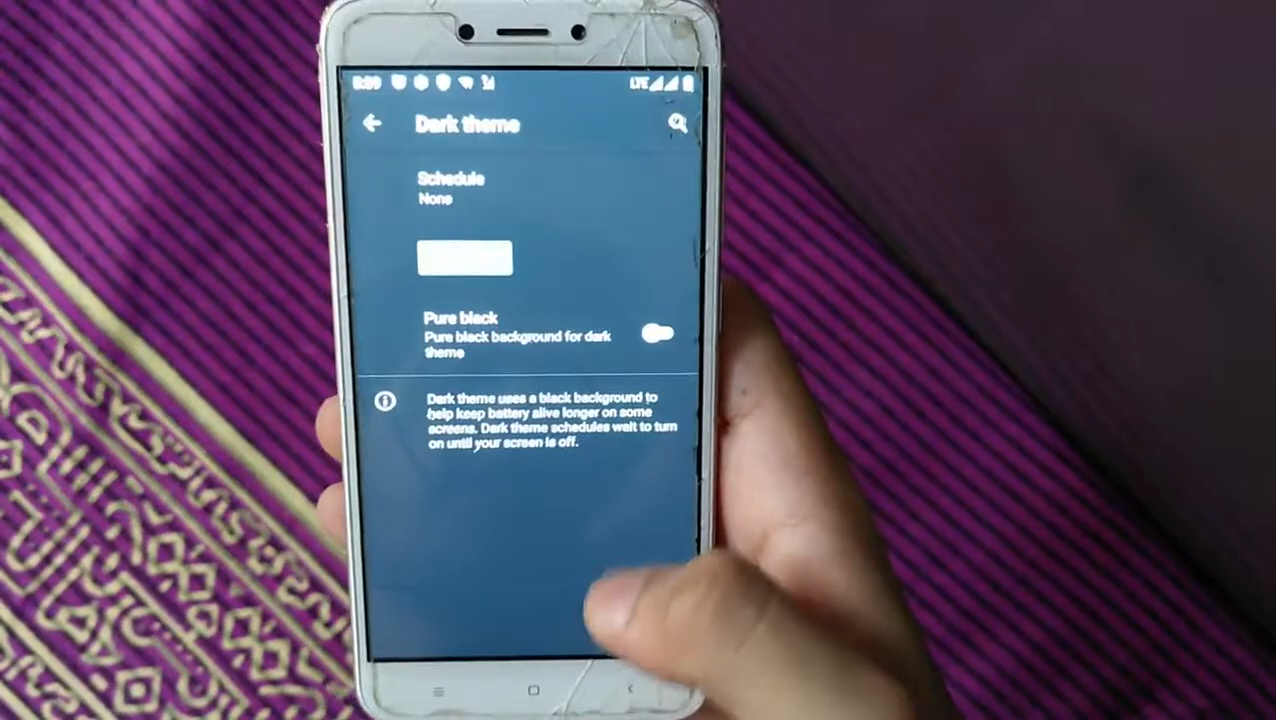 LTE
Dark theme
Schedule
None
Pure black
Pure black background for dark
theme
Dark theme uses a black background to
help keep battery alive longer on some
screens. Dark theme schedules wait to turn
on until your screen is off.